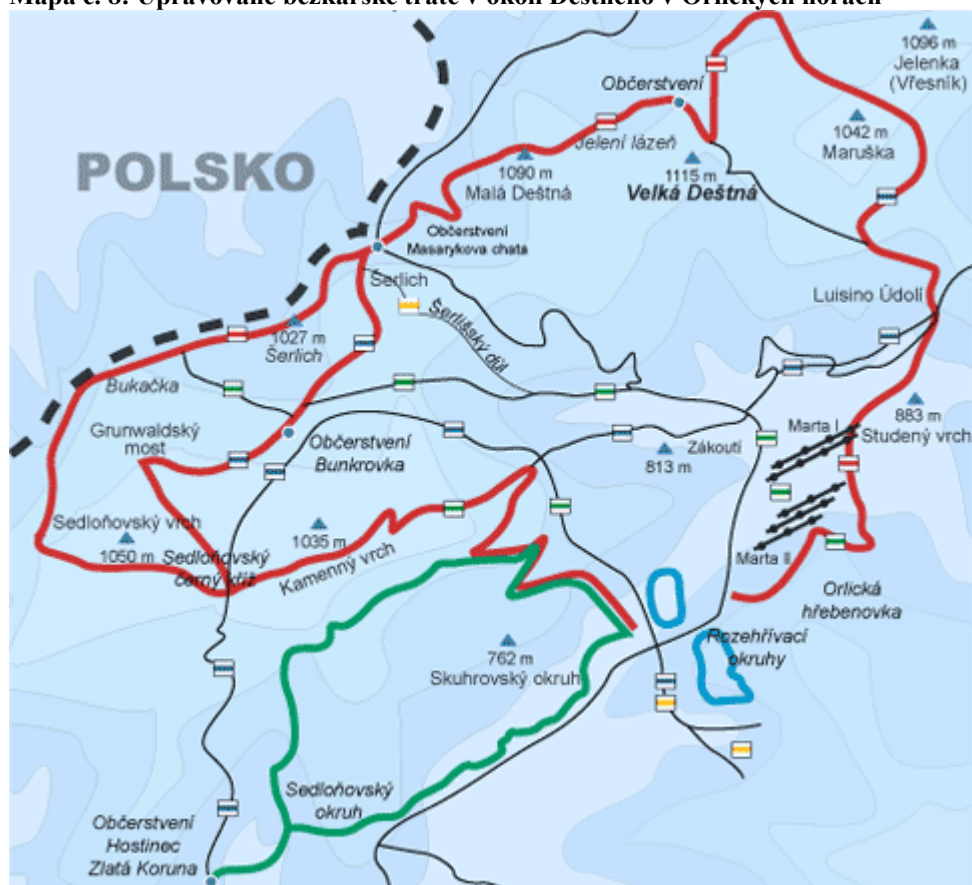 Mapa č. 8: Upravované běžkařské tratě v okolí Deštného v Orlických horách
1096 m
Jelenka
(Vřesník)
Občerstvení
1042 m
Maruška
Jelení lázeň
POLSKO
1090 m
Malá Deštná
1115 m
Velká Deštná
Občerstvení
Masarykova chata
Šerlich
Luisino Údolí
Šerlišský důl
1027 m
Šerlich
Bukačka
Grunwaldský
most
Občerstvení
Bunkrovka
883 m
Studený vrch
Marta I
Zákoutí
813 m
Sedloňovský vrch
1050 m
Sedloňovský
černý kříž
1035 m
Kamenný vrch
Marta II
Orlická
hřebenovka
Rozehřívací
okruhy
762 m
Skuhrovský okruh
Sedloňovský
okruh
Občerstvení
Hostinec
Zlatá Koruna